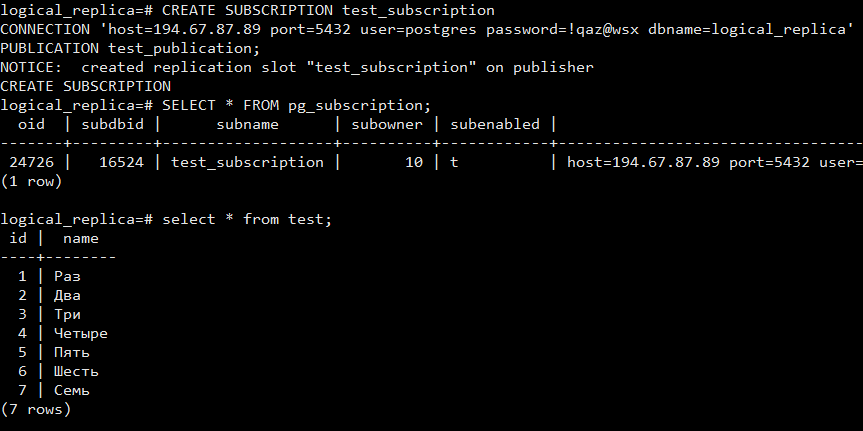 logical_replica=# CREATE SUBSCRIPTION test_subscription
CONNECTION 'host=194.67.87.89 port=5432 user=postgres password=!qaz@wsx dbname=logical_replica'
PUBLICATION test_publication;
NOTICE:  created replication slot "test_subscription" on publisher
CREATE SUBSCRIPTION
logical_replica=# SELECT * FROM pg_subscription;
  oid  | subdbid |      subname      | subowner | subenabled |
-------+---------+-------------------+----------+------------+----------------------------------
 24726 |   16524 | test_subscription |       10 | t          | host=194.67.87.89 port=5432 user=
(1 row)
logical_replica=# select * from test;
 id |  name
----+--------
  1 | Раз
  2 | Два
  3 | Три
  4 | Четыре
  5 | Пять
  6 | Шесть
  7 | Семь
(7 rows)